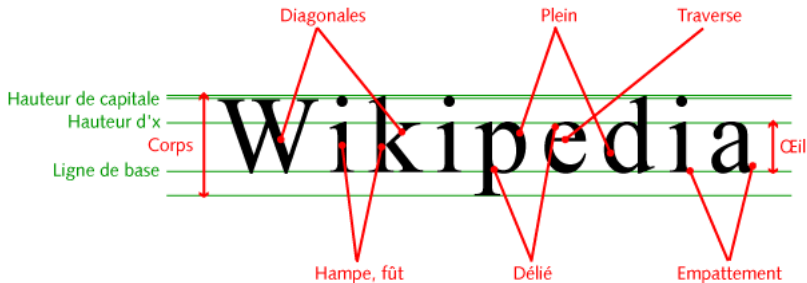 Diagonales Plein Traverse
Hauteur de capitale
Hauteur d'x
Corps
Wikipedia
Œil
Ligne de base
Hampe, fût Délié Empattement